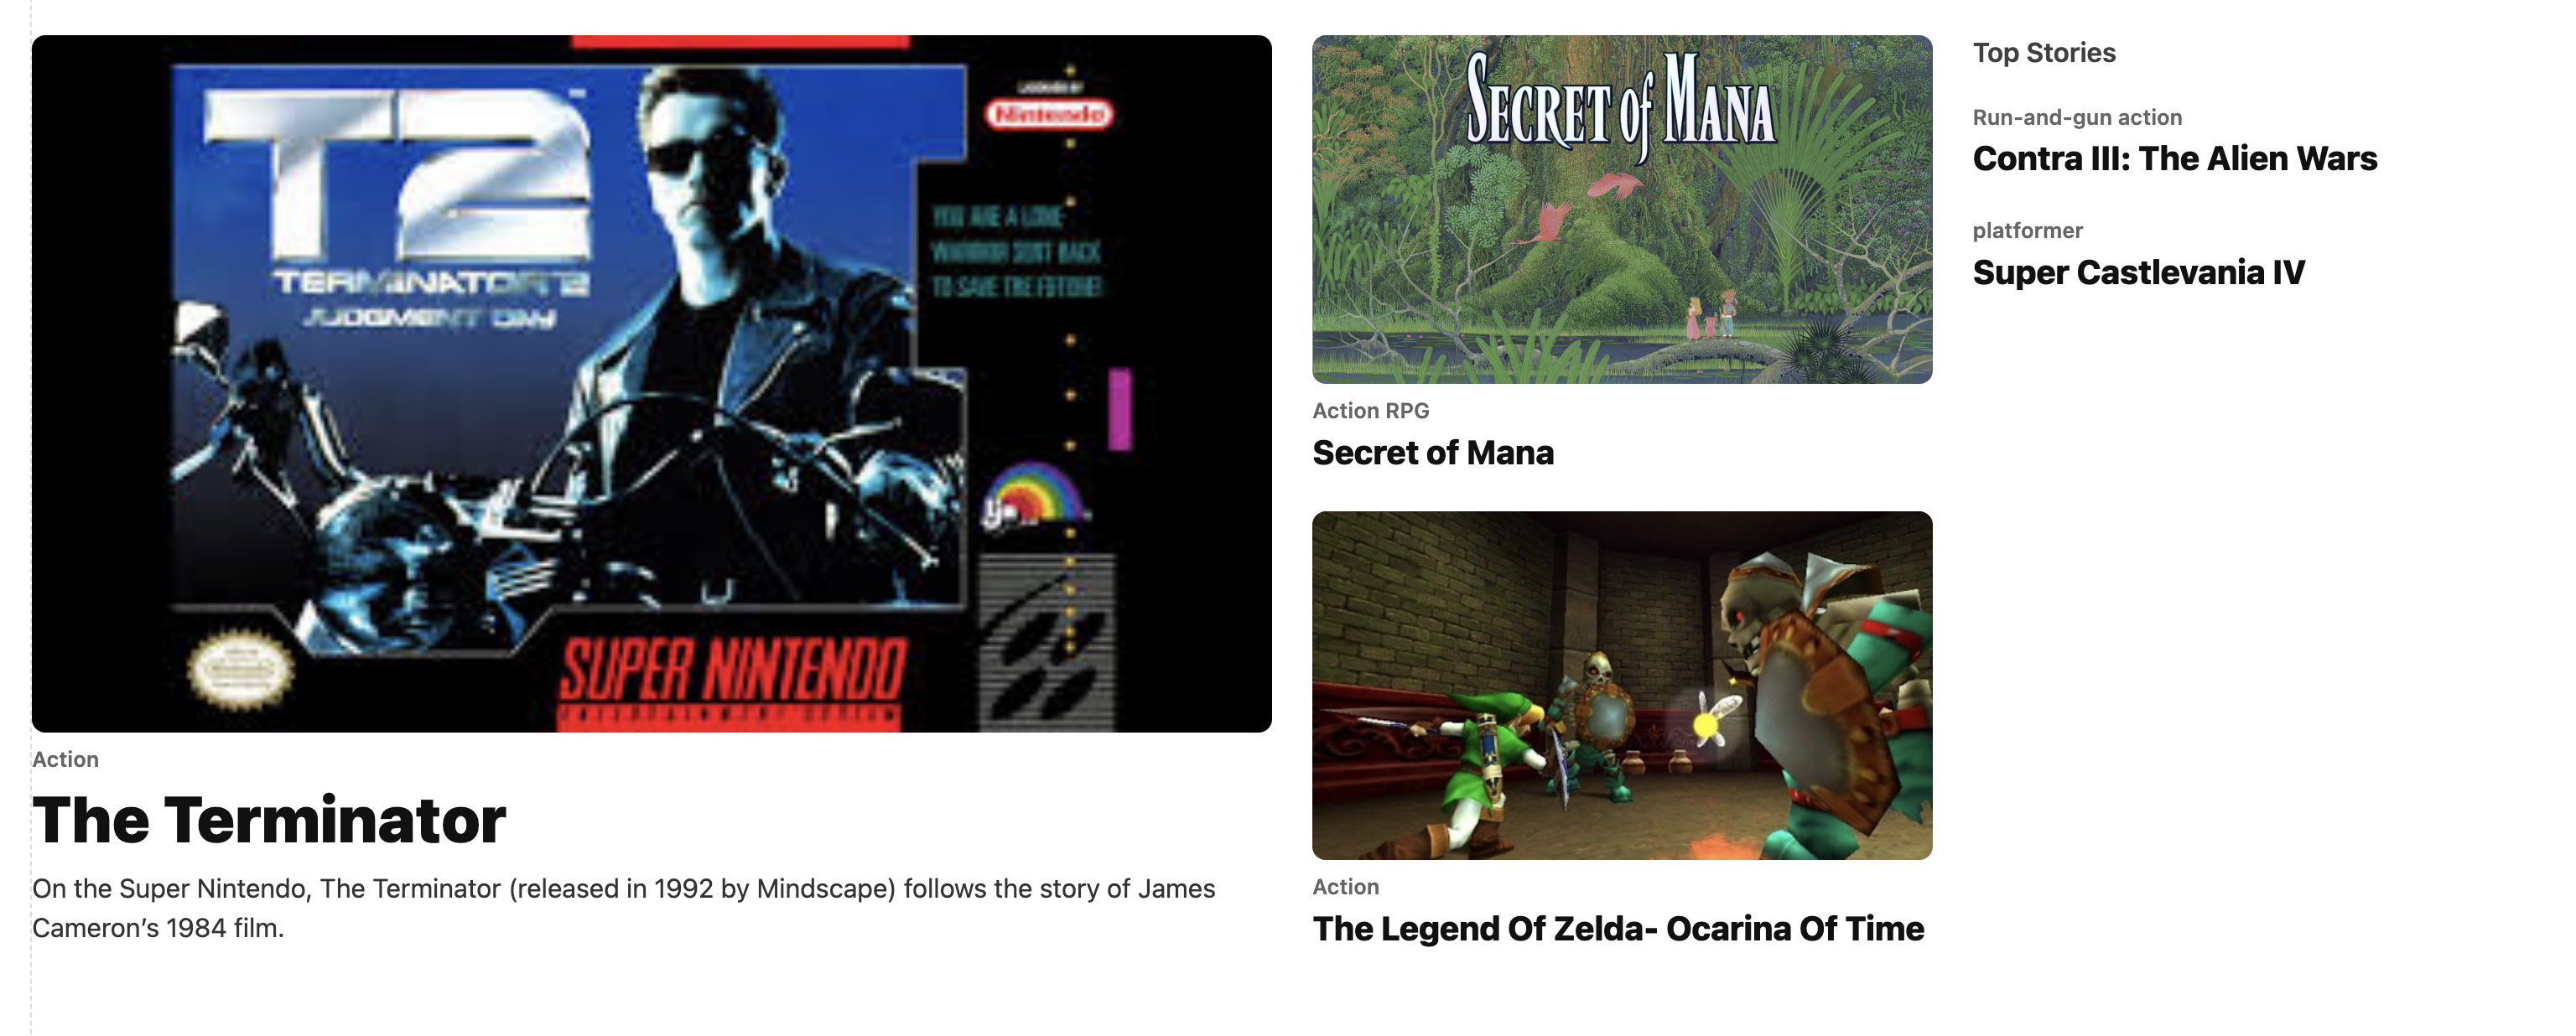 T2
TERMINATOR 2
JUDGMENT DAY
Nintendo
YOU ARE A LONE
WARRIOR SENT BACK
TO SAVE THE FUTURE!
SUPER NINTENDO
Action
The Terminator
On the Super Nintendo, The Terminator (released in 1992 by Mindscape) follows the story of James
Cameron’s 1984 film.
SECRET of MANA
Action RPG
Secret of Mana
Action
The Legend Of Zelda- Ocarina Of Time
Top Stories
Run-and-gun action
Contra III: The Alien Wars
platformer
Super Castlevania IV